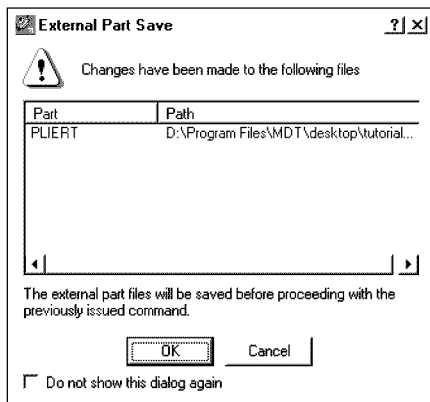 External Part Save
Changes have been made to the following files
Part Path
PLIERT D:\Program Files\MDT\desktop\tutorial...
The external part files will be saved before proceeding with the
previously issued command.
OK Cancel
Do not show this dialog again